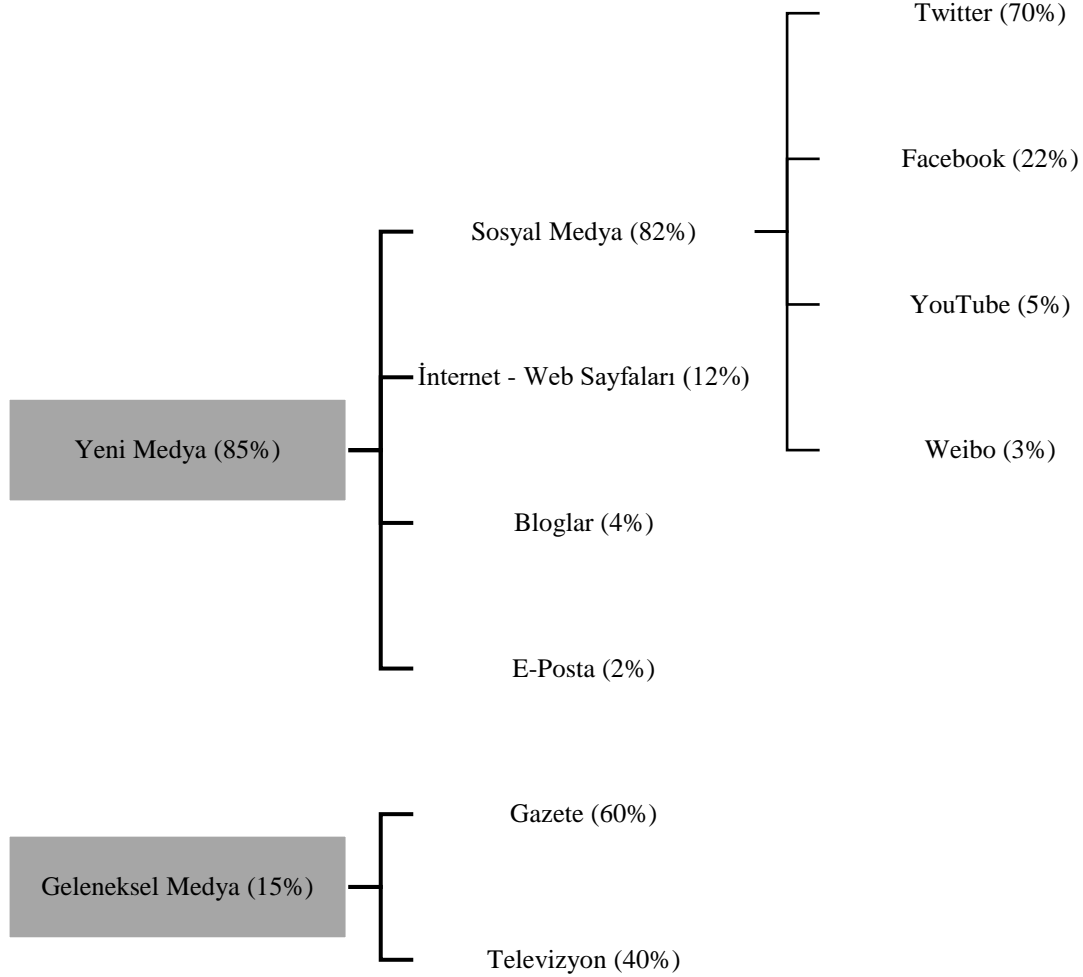 Yeni Medya (85%)
Sosyal Medya (82%)
Twitter (70%)
Facebook (22%)
YouTube (5%)
Weibo (3%)
İnternet - Web Sayfaları (12%)
Bloglar (4%)
E-Posta (2%)
Geleneksel Medya (15%)
Gazete (60%)
Televizyon (40%)